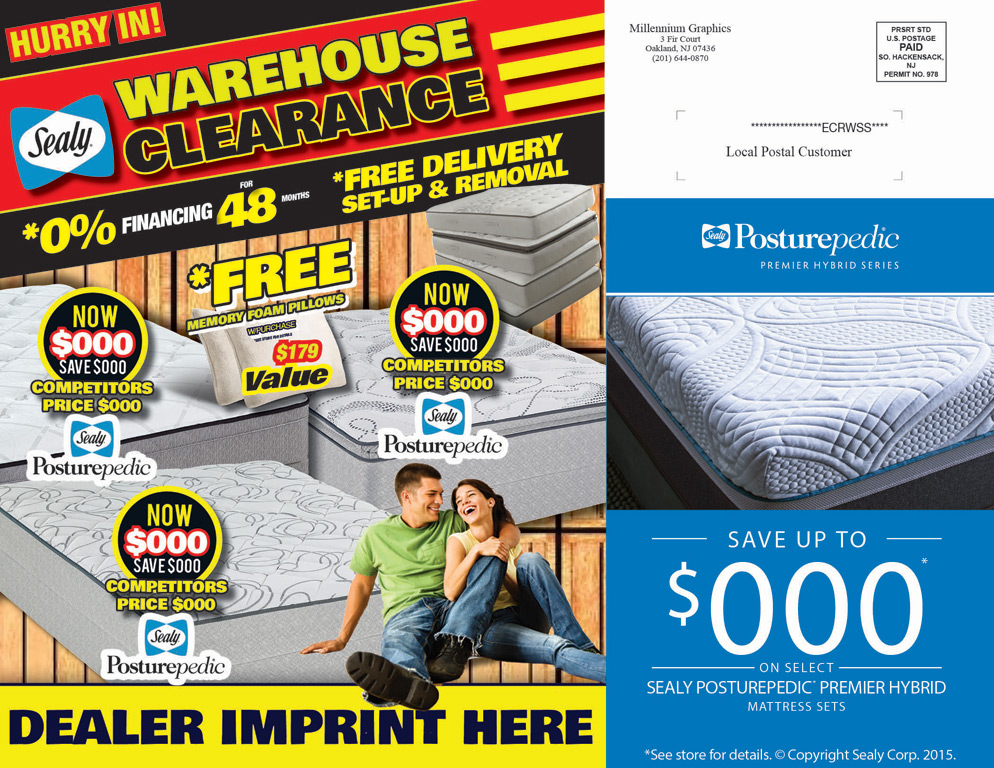 HURRY IN!
WAREHOUSE
CLEARANCE
Sealy
*0% FINANCING FOR 48 MONTHS
*FREE DELIVERY
SET-UP & REMOVAL
*FREE
MEMORY FOAM PILLOWS
W/PURCHASE
*SEE STORE FOR DETAILS
$179
Value
NOW
$000
SAVE $000
COMPETITORS
PRICE $000
Sealy
Posturepedic
NOW
$000
SAVE $000
COMPETITORS
PRICE $000
Sealy
Posturepedic
NOW
$000
SAVE $000
COMPETITORS
PRICE $000
Sealy
Posturepedic
DEALER IMPRINT HERE
Millennium Graphics
3 Fir Court
Oakland, NJ 07436
(201) 644-0870
PRSRT STD
U.S. POSTAGE
PAID
SO. HACKENSACK,
NJ
PERMIT NO. 978
*****************ECRWSS****
Local Postal Customer
Sealy Posturepedic
PREMIER HYBRID SERIES
SAVE UP TO
$000*
ON SELECT
SEALY POSTUREPEDIC® PREMIER HYBRID
MATTRESS SETS
*See store for details. © Copyright Sealy Corp. 2015.